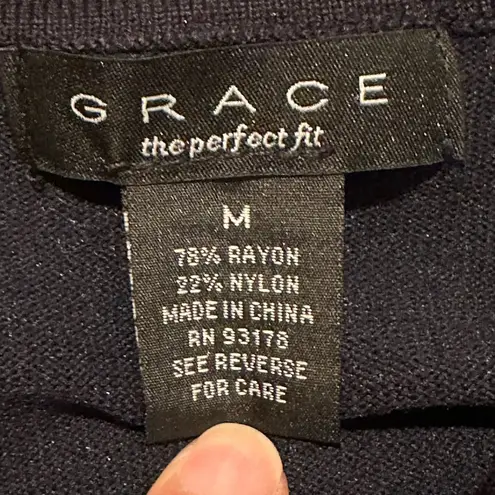 GRACE
the perfect fit
M
78% RAYON
22% NYLON
MADE IN CHINA
RN 93178
SEE REVERSE
FOR CARE